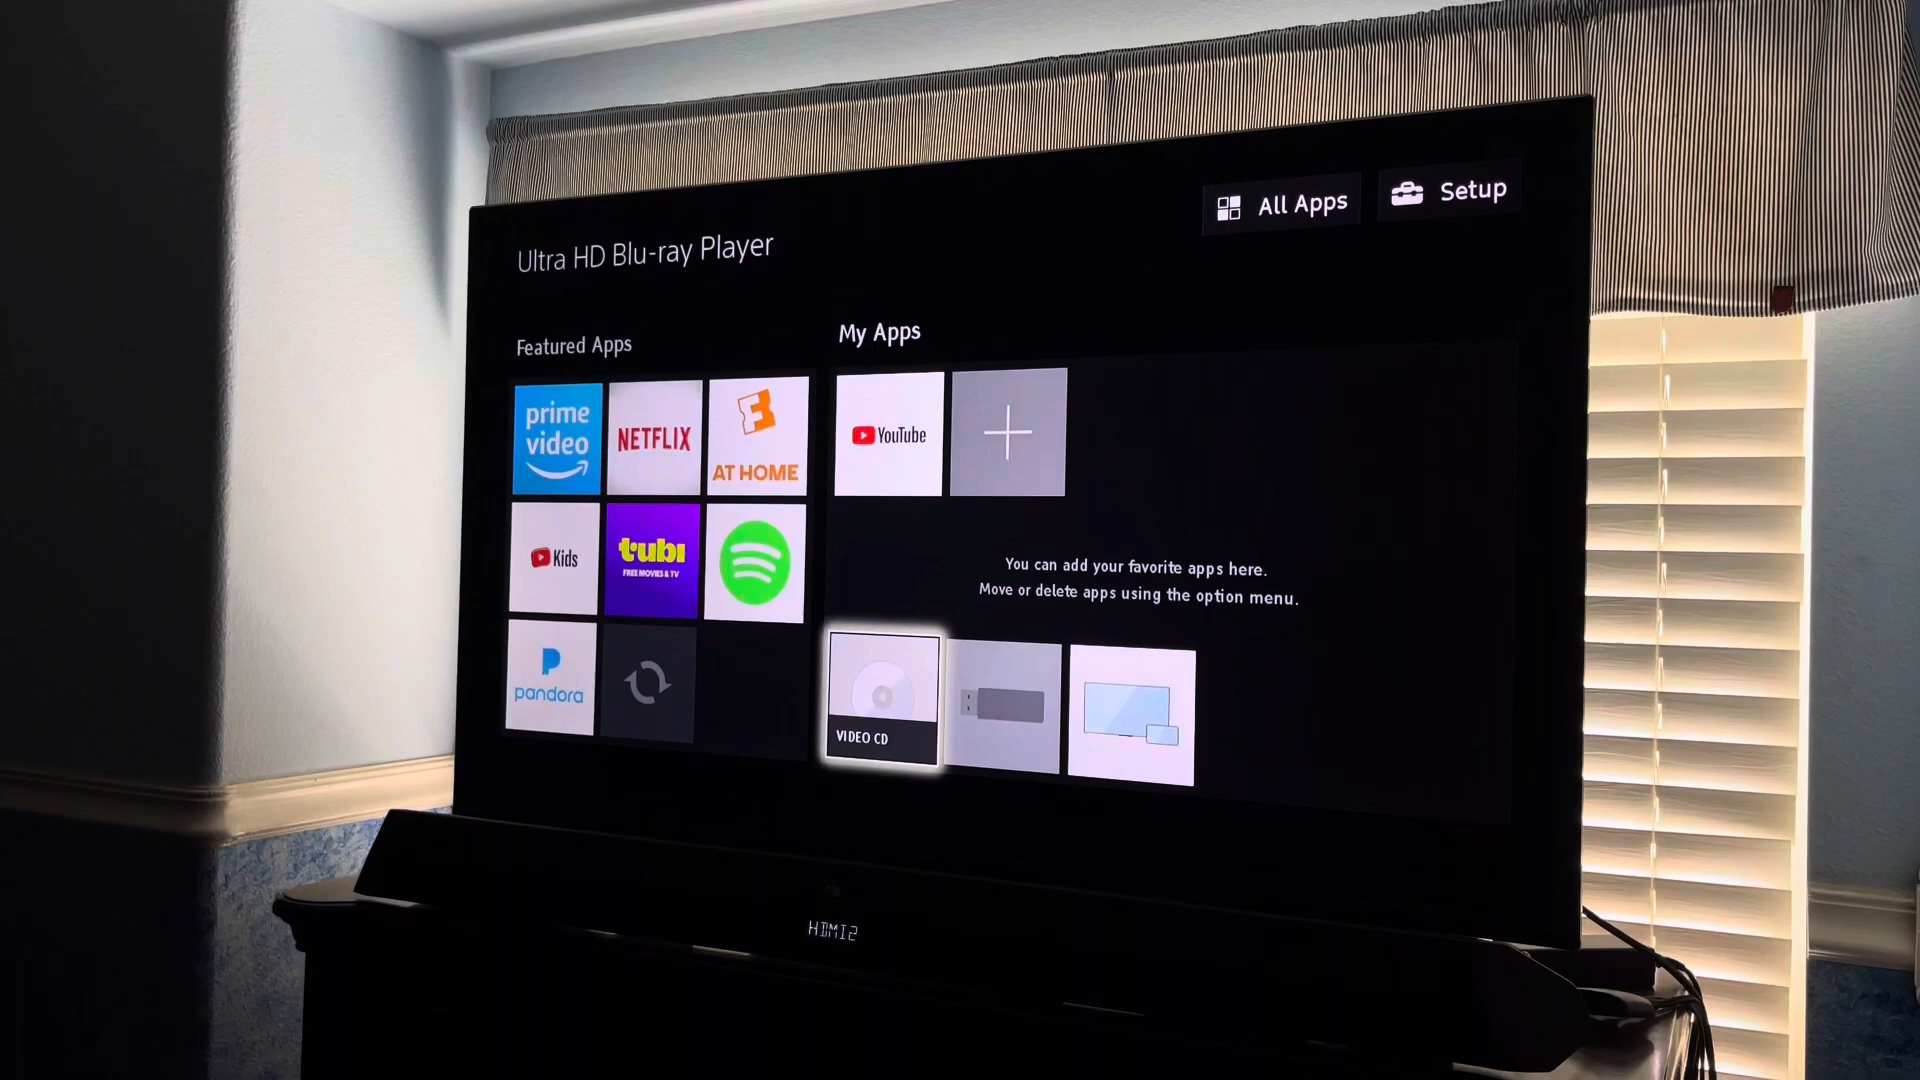 All Apps
Setup
Ultra HD Blu-ray Player
Featured Apps
My Apps
prime
video
NETFLIX
AT HOME
YouTube
Kids
tubi
FREE MOVIES & TV
You can add your favorite apps here.
Move or delete apps using the option menu.
pandora
VIDEO CD
HDMI2